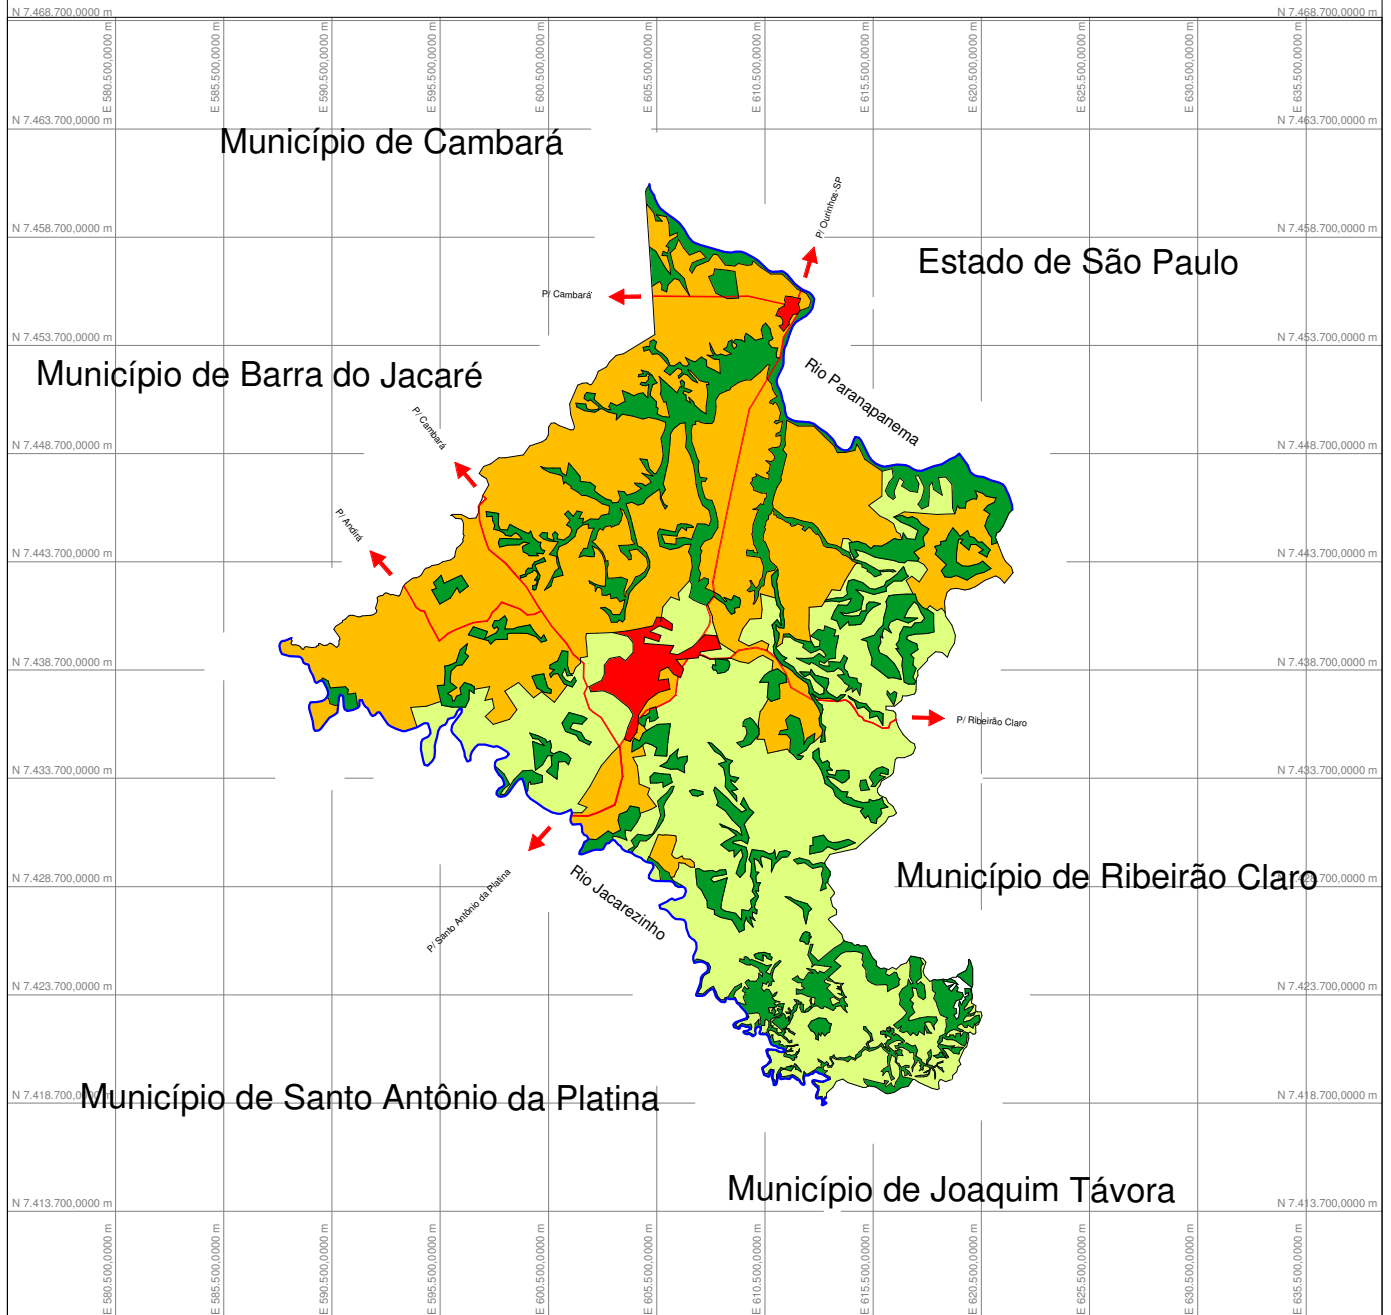 N 7.468.700,0000 m
N 7.468.700,0000 m
E 580.500,0000 m
E 585.500,0000 m
E 590.500,0000 m
E 595.500,0000 m
E 600.500,0000 m
E 605.500,0000 m
E 610.500,0000 m
E 615.500,0000 m
E 620.500,0000 m
E 625.500,0000 m
E 630.500,0000 m
E 635.500,0000 m
N 7.463.700,0000 m
N 7.463.700,0000 m
Município de Cambará
P/ Ourinhos-SP
N 7.458.700,0000 m
N 7.458.700,0000 m
Estado de São Paulo
P/ Cambará
N 7.453.700,0000 m
N 7.453.700,0000 m
Município de Barra do Jacaré
Rio Paranapanema
P/ Cambará
N 7.448.700,0000 m
N 7.448.700,0000 m
P/ Andirá
N 7.443.700,0000 m
N 7.443.700,0000 m
N 7.438.700,0000 m
N 7.438.700,0000 m
P/ Ribeirão Claro
N 7.433.700,0000 m
N 7.433.700,0000 m
N 7.428.700,0000 m
N 7.428.700,0000 m
Município de Ribeirão Claro
P/ Santo Antônio da Platina
Rio Jacarezinho
N 7.423.700,0000 m
N 7.423.700,0000 m
N 7.418.700,0000 m
N 7.418.700,0000 m
Município de Santo Antônio da Platina
Município de Joaquim Távora
N 7.413.700,0000 m
N 7.413.700,0000 m
E 580.500,0000 m
E 585.500,0000 m
E 590.500,0000 m
E 595.500,0000 m
E 600.500,0000 m
E 605.500,0000 m
E 610.500,0000 m
E 615.500,0000 m
E 620.500,0000 m
E 625.500,0000 m
E 630.500,0000 m
E 635.500,0000 m